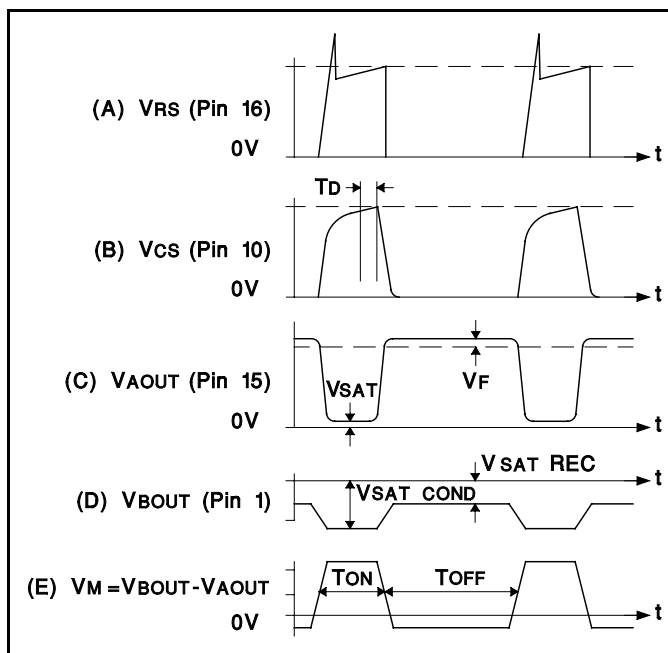 (A) VRS (Pin 16)
0V
t
TD
(B) VCS (Pin 10)
0V
t
(C) VAOUT (Pin 15)
VSAT
VF
0V
t
VSAT REC
t
(D) VBOUT (Pin 1)
VSAT COND
(E) VM=VBOUT-VAOUT
TON
TOFF
0V
t